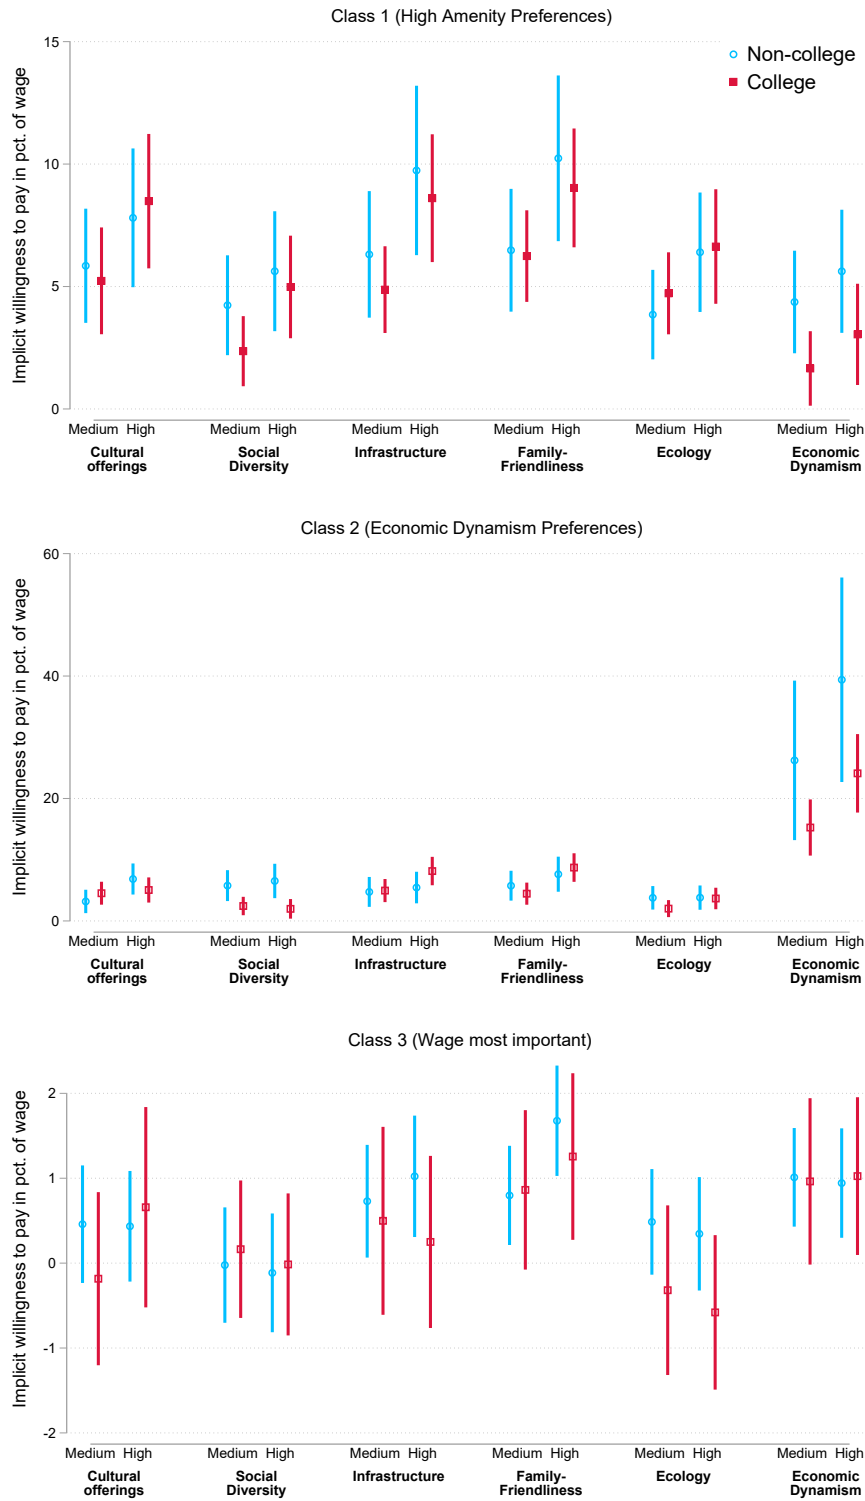 Class 1 (High Amenity Preferences)
Implicit willingness to pay in pct. of wage
15
10
5
0
Non-college
College
Medium High Medium High Medium High Medium High Medium High Medium High
Cultural offerings
Social Diversity
Infrastructure
Family-Friendliness
Ecology
Economic Dynamism
Class 2 (Economic Dynamism Preferences)
Implicit willingness to pay in pct. of wage
60
40
20
0
Medium High Medium High Medium High Medium High Medium High Medium High
Cultural offerings
Social Diversity
Infrastructure
Family-Friendliness
Ecology
Economic Dynamism
Class 3 (Wage most important)
Implicit willingness to pay in pct. of wage
2
1
0
-1
-2
Medium High Medium High Medium High Medium High Medium High Medium High
Cultural offerings
Social Diversity
Infrastructure
Family-Friendliness
Ecology
Economic Dynamism